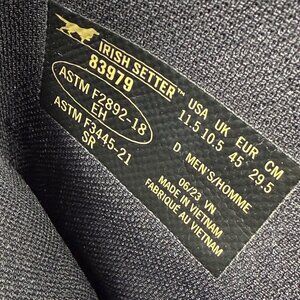 IRISH SETTER™
83979
ASTM F2892-18
EH
ASTM F3445-21
SR
USA UK EUR CM
11.5 10.5 45 29.5
D MEN'S/HOMME
06/23 VN
MADE IN VIETNAM
FABRIQUÉ AU VIETNAM